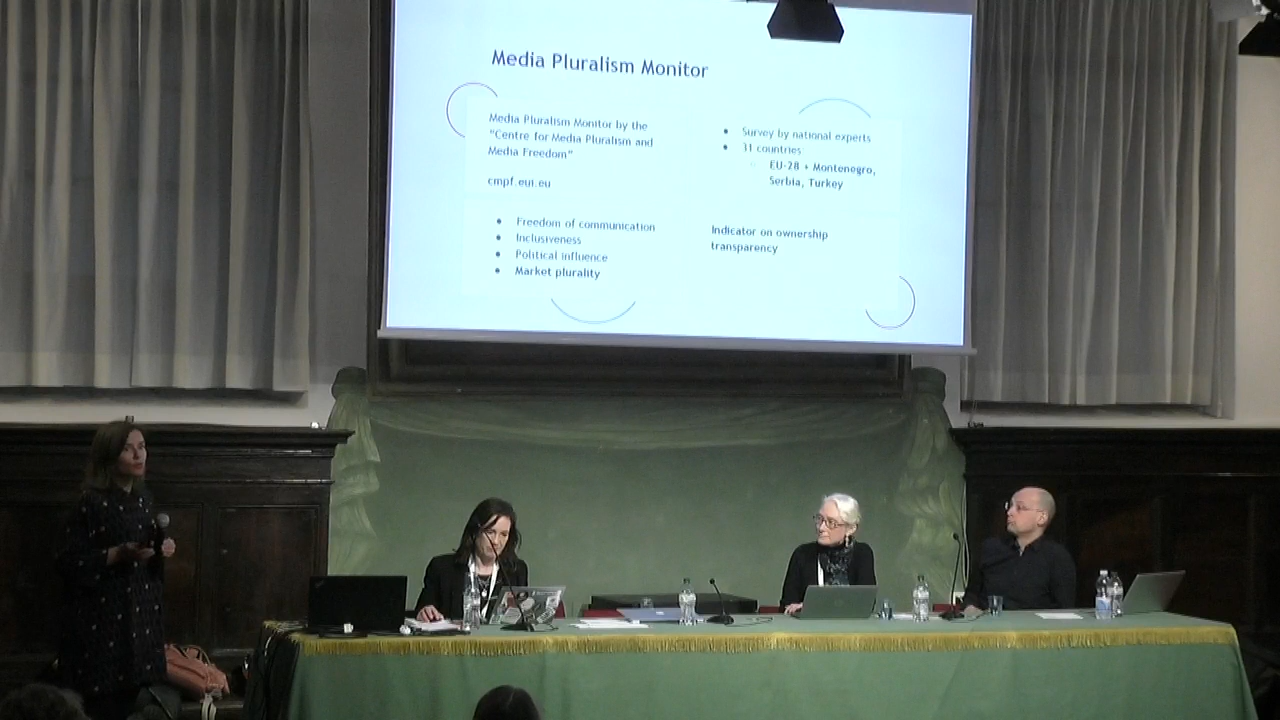 Media Pluralism Monitor
Media Pluralism Monitor by the
"Centre for Media Pluralism and
Media Freedom"
cmpf.eui.eu
• Survey by national experts
• 31 countries:
EU-28 + Montenegro,
Serbia, Turkey
• Freedom of communication
• Inclusiveness
• Political influence
• Market plurality
Indicator on ownership
transparency